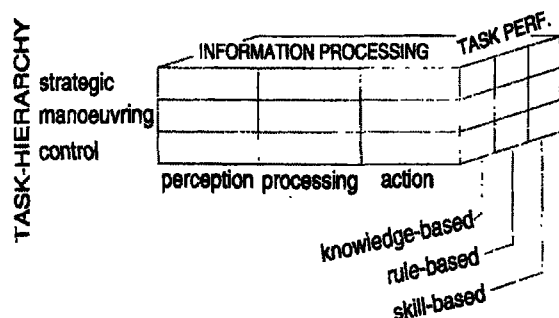 INFORMATION PROCESSING
TASK PERF.
TASK-HIERARCHY
strategic
manoeuvring
control
perception processing action
knowledge-based
rule-based
skill-based